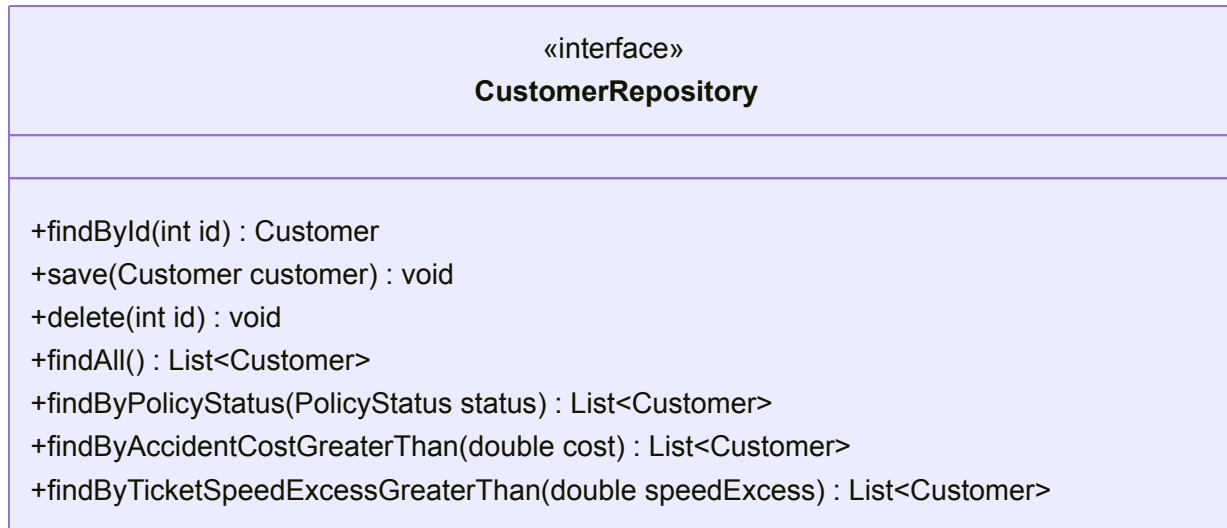 «interface»
CustomerRepository
+findById(int id) : Customer
+save(Customer customer) : void
+delete(int id) : void
+findAll() : List<Customer>
+findByPolicyStatus(PolicyStatus status) : List<Customer>
+findByAccidentCostGreaterThan(double cost) : List<Customer>
+findByTicketSpeedExcessGreaterThan(double speedExcess) : List<Customer>